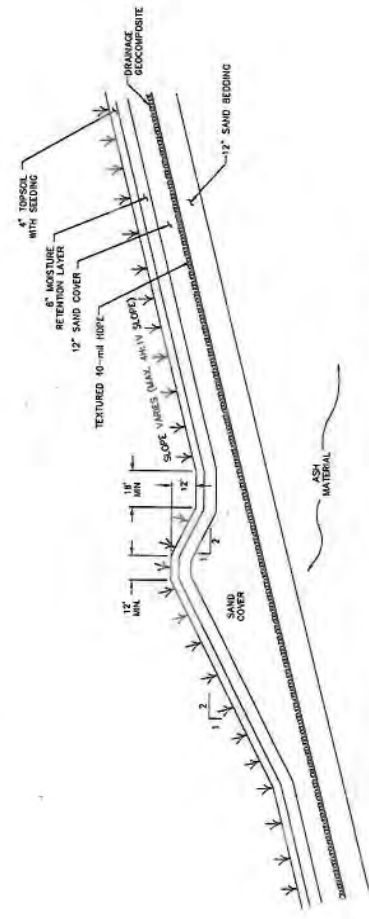 4" TOPSOIL
WITH SEEDING
6" MOISTURE
RETENTION LAYER
12" SAND COVER
TEXTURED 40-mil HDPE
DRAINAGE
GEOCOMPOSITE
12" SAND BEDDING
SLOPE VARIES (MAX. 4H:1V SLOPE)
18'
MIN
12'
12'
MIN.
1
2
1
2
SAND
COVER
ASH
MATERIAL